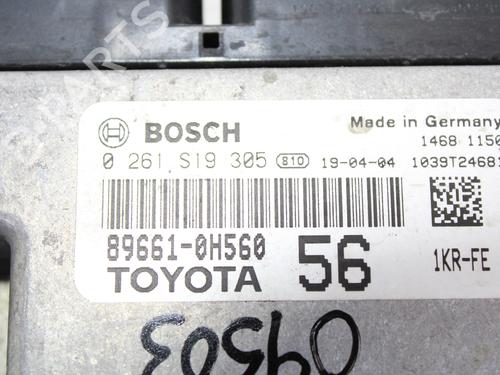 BOSCH
Made in Germany
1468 1150
0 261 S19 305 810 19-04-04 1039T2468
89661-0H560
TOYOTA
56
1KR-FE
09503